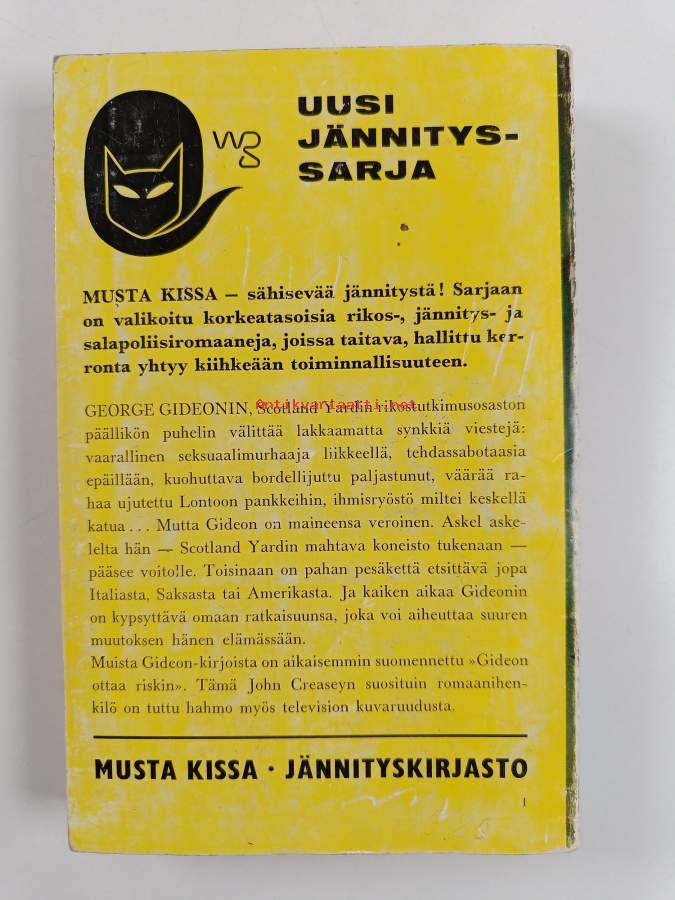 UUSI
JÄNNITYS-
SARJA
MUSTA KISSA – sähisevää jännitystä! Sarjaan
on valikoitu korkeatasoisia rikos-, jännitys- ja
salapoliisiromaaneja, joissa taitava, hallittu ker-
ronta yhtyy kiihkeään toiminnallisuuteen.
Antikvariaatti.net
GEORGE GIDEONIN, Scotland Yardin rikostutkimusosaston
päällikön puhelin välittää lakkaamatta synkkiä viestejä:
vaarallinen seksuaalimurhaaja liikkeellä, tehdassabotaasia
epäillään, kuohuttava bordellijuttu paljastunut, väärää ra-
haa ujutettu Lontoon pankkeihin, ihmisryöstö miltei keskellä
katua... Mutta Gideon on maineensa veroinen. Askel aske-
lelta hän — Scotland Yardin mahtava koneisto tukenaan —
pääsee voitolle. Toisinaan on pahan pesäkettä etsittävä jopa
Italiasta, Saksasta tai Amerikasta. Ja kaiken aikaa Gideonin
on kypsyttävä omaan ratkaisuunsa, joka voi aiheuttaa suuren
muutoksen hänen elämässään.
Muista Gideon-kirjoista on aikaisemmin suomennettu »Gideon
ottaa riskin». Tämä John Creaseyn suosituin romaanihen-
kilö on tuttu hahmo myös television kuvaruudusta.
MUSTA KISSA · JÄNNITYSKIRJASTO
1